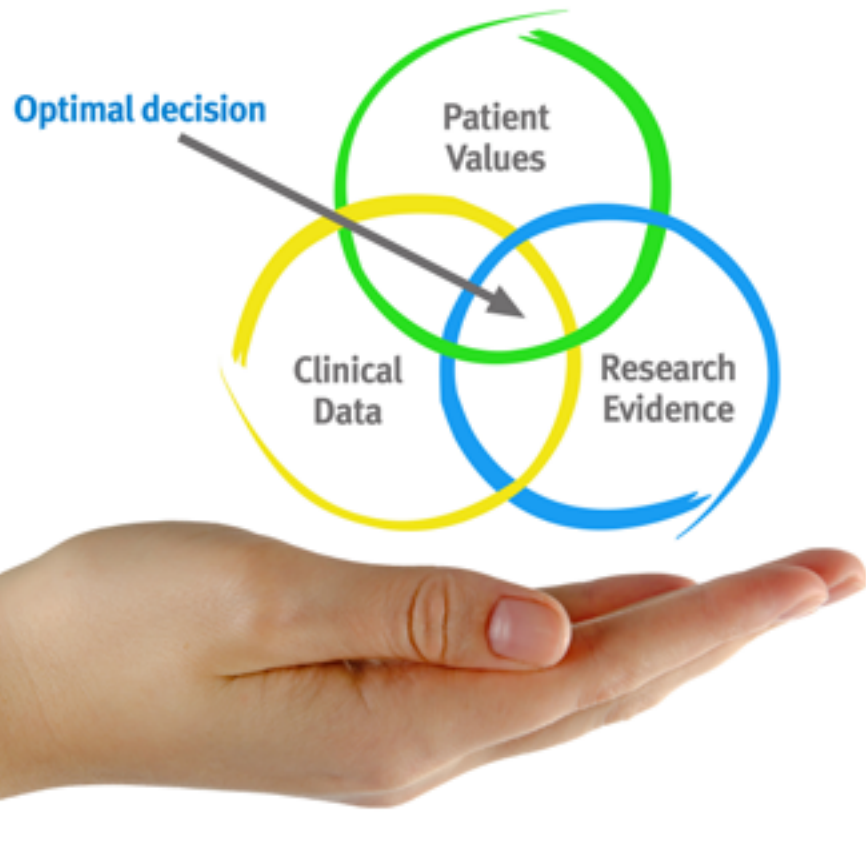 Optimal decision
Patient
Values
Clinical
Data
Research
Evidence